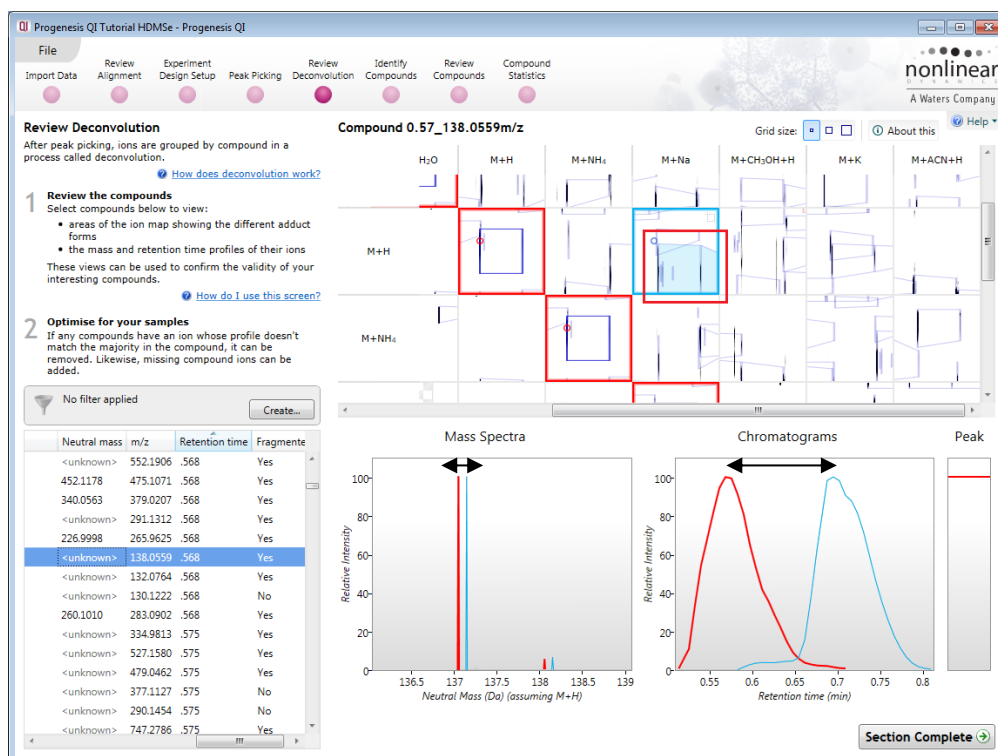 Progenesis QI Tutorial HDMSe - Progenesis QI
File
Import Data
Review Alignment
Experiment Design Setup
Peak Picking
Review Deconvolution
Identify Compounds
Review Compounds
Compound Statistics
nonlinear
DYNAMICS
A Waters Company
Help
Review Deconvolution
After peak picking, ions are grouped by compound in a
process called deconvolution.
How does deconvolution work?
1 Review the compounds
Select compounds below to view:
• areas of the ion map showing the different adduct
forms
• the mass and retention time profiles of their ions
These views can be used to confirm the validity of your
interesting compounds.
How do I use this screen?
2 Optimise for your samples
If any compounds have an ion whose profile doesn't
match the majority in the compound, it can be
removed. Likewise, missing compound ions can be
added.
No filter applied
Create...
Neutral mass m/z Retention time Fragmente
<unknown> 552.1906 .568 Yes
452.1178 475.1071 .568 Yes
340.0563 379.0207 .568 Yes
<unknown> 291.1312 .568 Yes
226.9998 265.9625 .568 Yes
<unknown> 138.0559 .568 Yes
<unknown> 132.0764 .568 Yes
<unknown> 130.1222 .568 No
260.1010 283.0902 .568 Yes
<unknown> 334.9813 .575 Yes
<unknown> 527.1580 .575 Yes
<unknown> 479.0462 .575 Yes
<unknown> 377.1127 .575 No
<unknown> 290.1454 .575 No
<unknown> 747.2786 .575 Yes
Compound 0.57_138.0559m/z
Grid size:
About this
H₂O M+H M+NH₄ M+Na M+CH₃OH+H M+K M+ACN+H
M+H
M+NH₄
Mass Spectra
Relative Intensity
100
80
60
40
20
0
136.5 137 137.5 138 138.5 139
Neutral Mass (Da) (assuming M+H)
Chromatograms
Relative Intensity
100
80
60
40
20
0
0.55 0.6 0.65 0.7 0.75 0.8
Retention time (min)
Peak
Section Complete